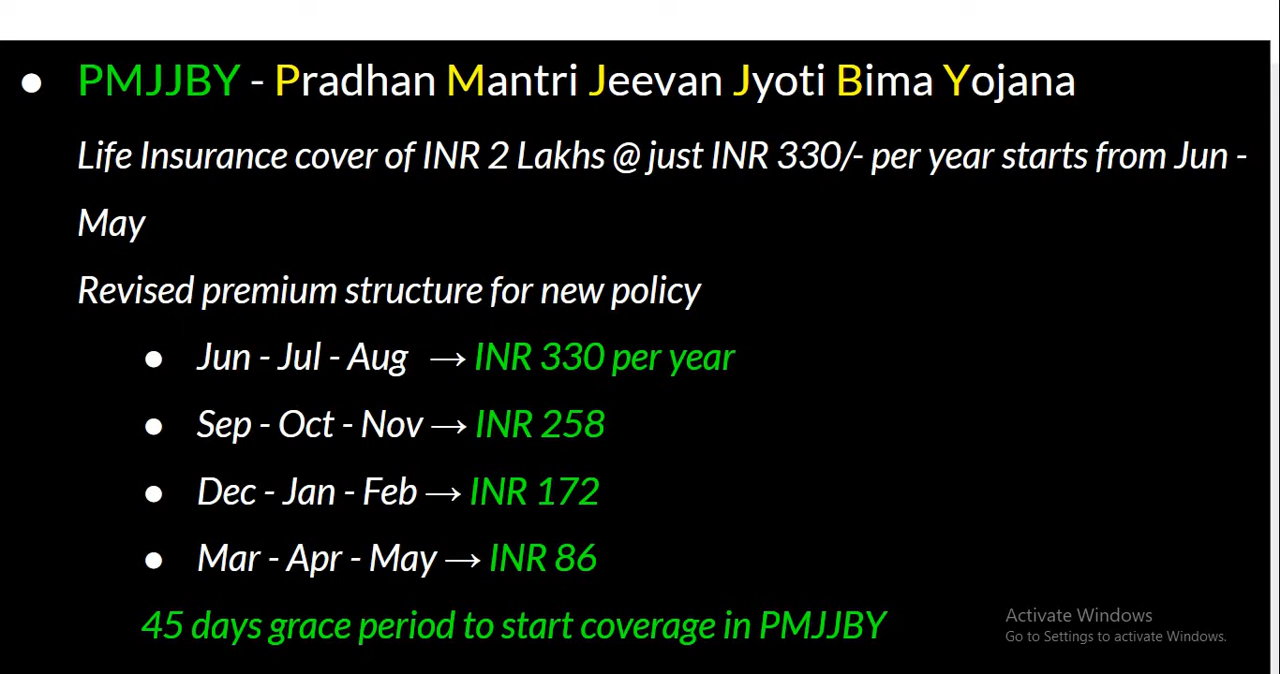 ● PMJJBY - Pradhan Mantri Jeevan Jyoti Bima Yojana
Life Insurance cover of INR 2 Lakhs @ just INR 330/- per year starts from Jun -
May
Revised premium structure for new policy
● Jun - Jul - Aug → INR 330 per year
● Sep - Oct - Nov → INR 258
● Dec - Jan - Feb → INR 172
● Mar - Apr - May → INR 86
45 days grace period to start coverage in PMJJBY
Activate Windows
Go to Settings to activate Windows.